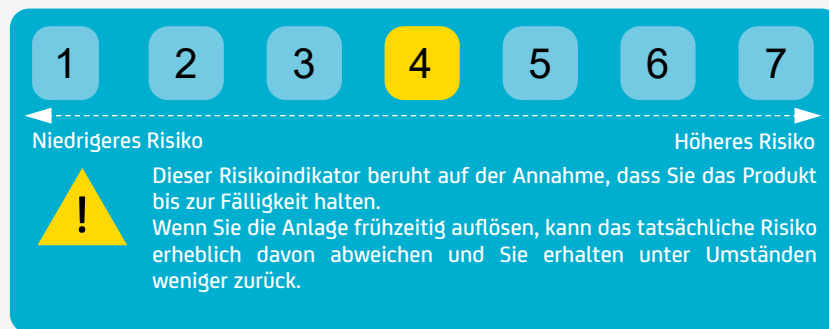 1 2 3 4 5 6 7
Niedrigeres Risiko Höheres Risiko
Dieser Risikoindikator beruht auf der Annahme, dass Sie das Produkt
bis zur Fälligkeit halten.
Wenn Sie die Anlage frühzeitig auflösen, kann das tatsächliche Risiko
erheblich davon abweichen und Sie erhalten unter Umständen
weniger zurück.
!